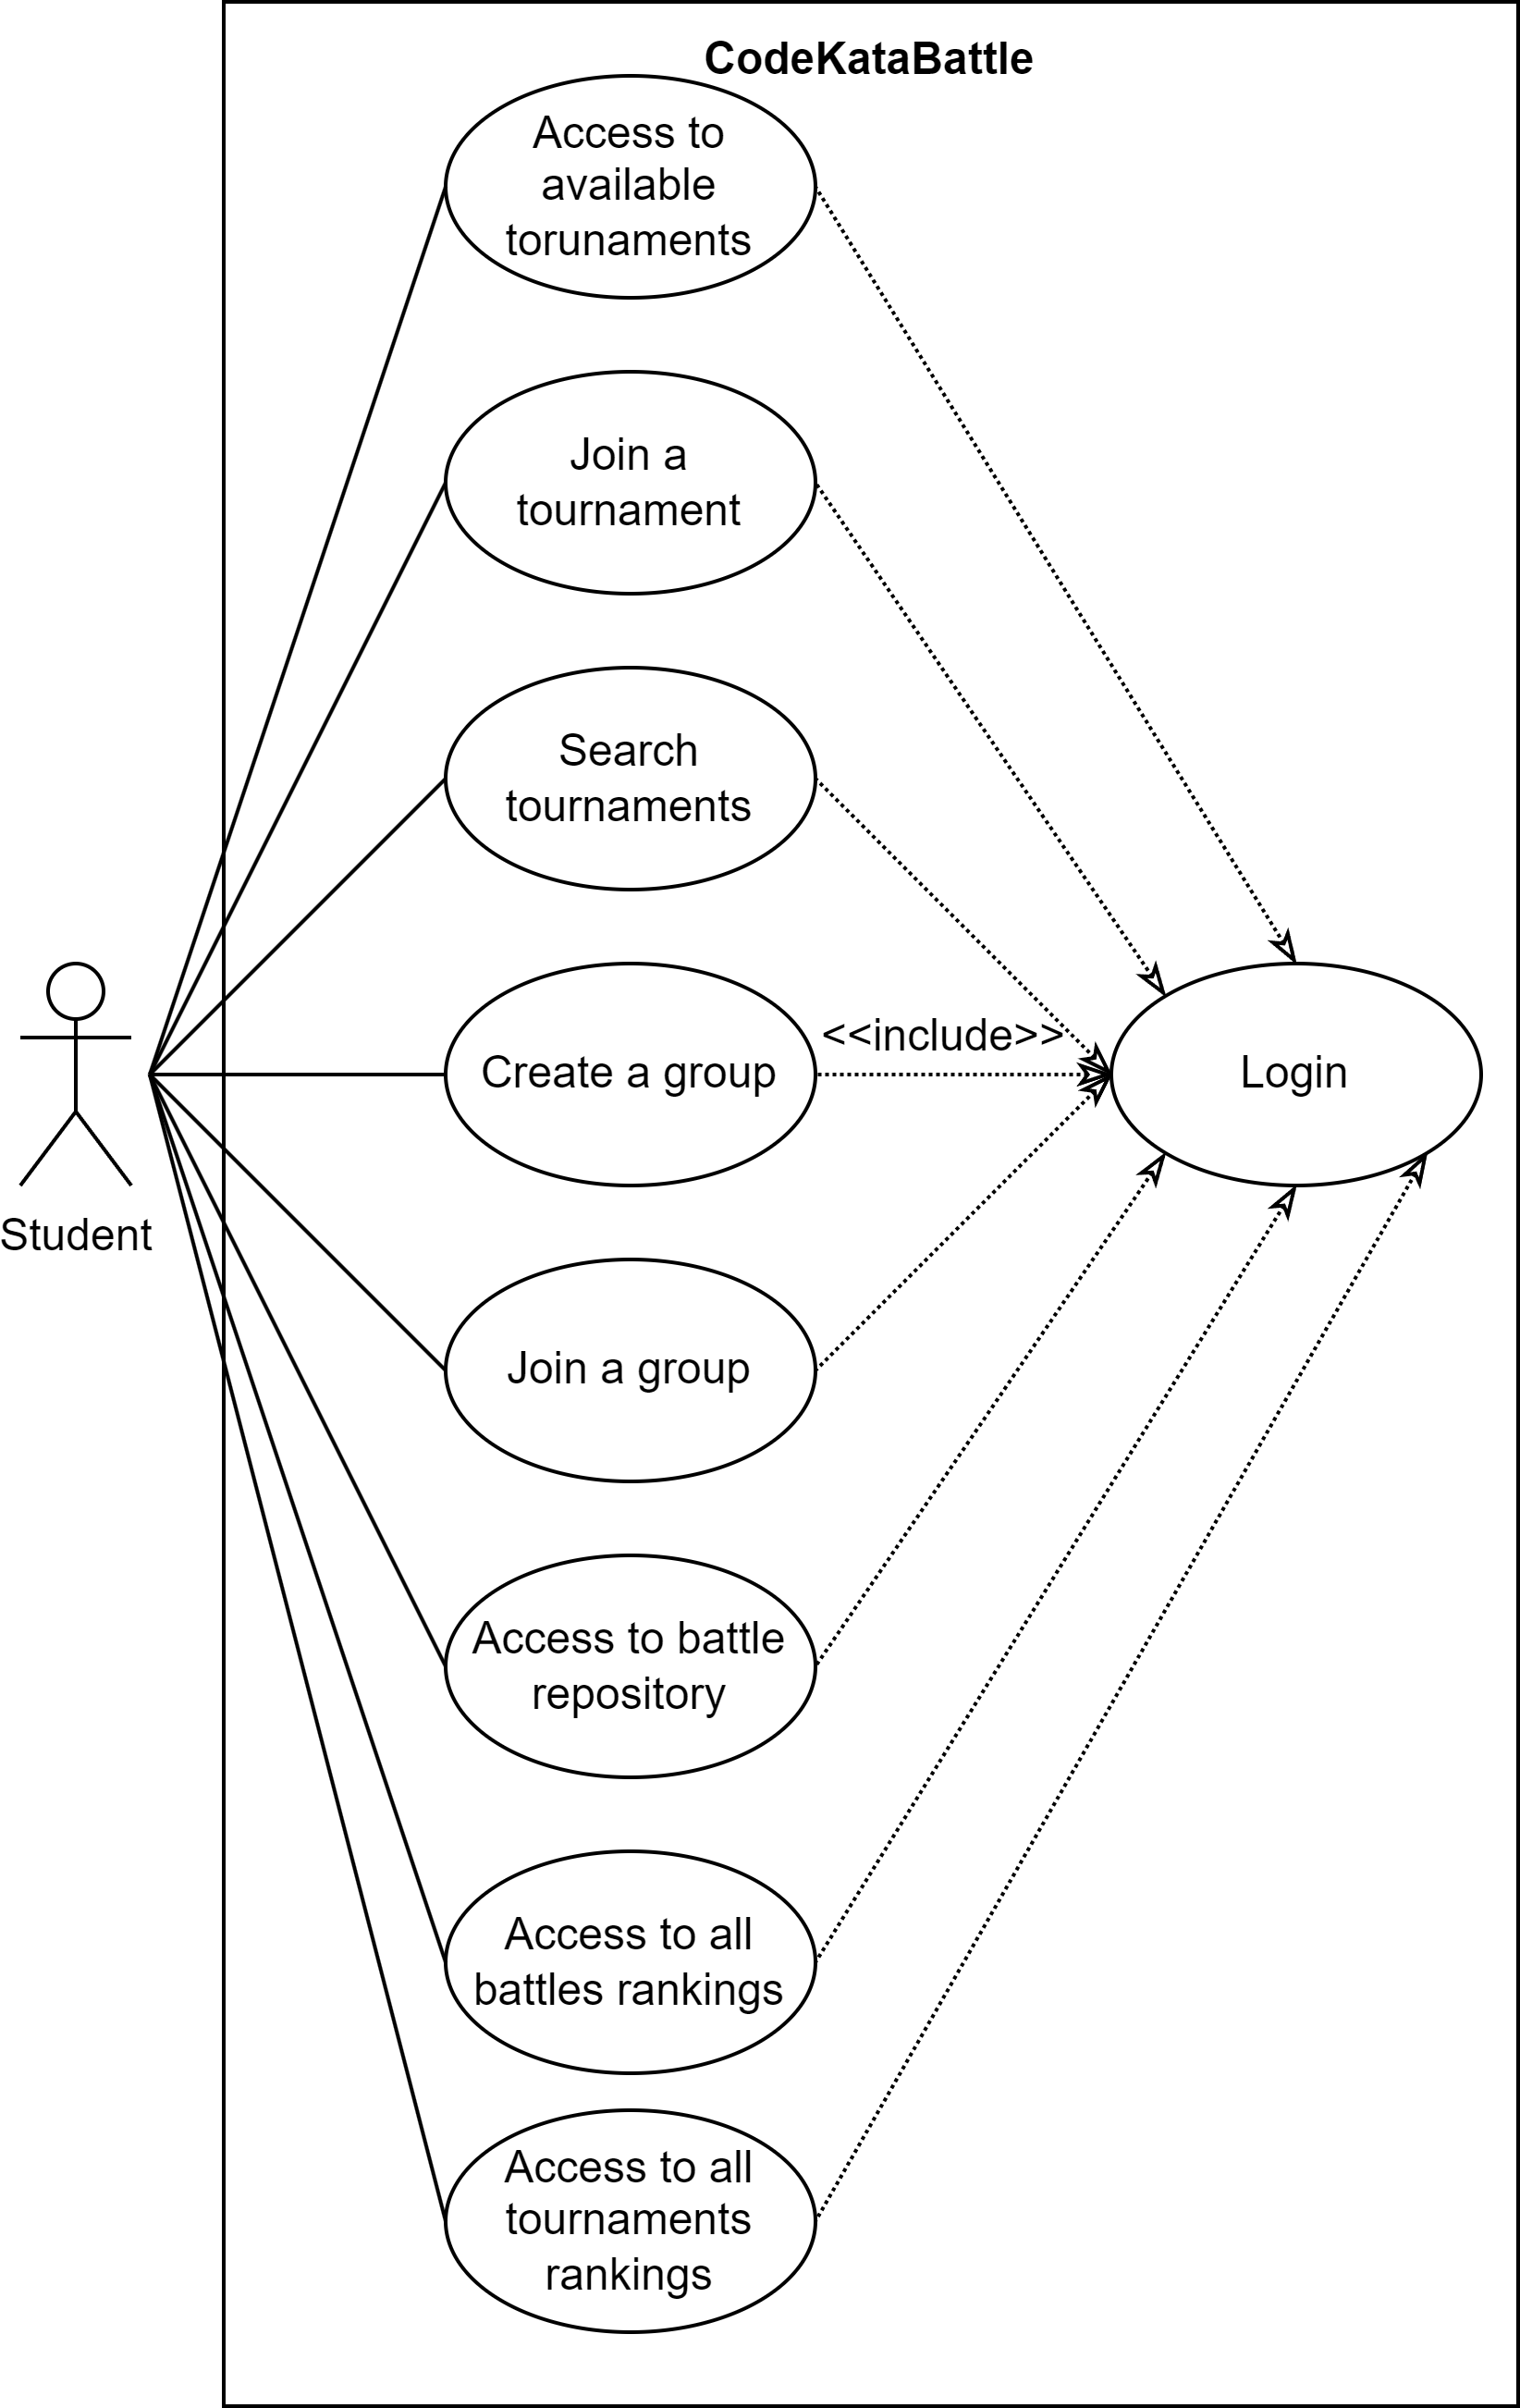 CodeKataBattle
Access to
available
torunaments
Join a
tournament
Search
tournaments
<<include>>
Create a group
Login
Student
Join a group
Access to battle
repository
Access to all
battles rankings
Access to all
tournaments
rankings